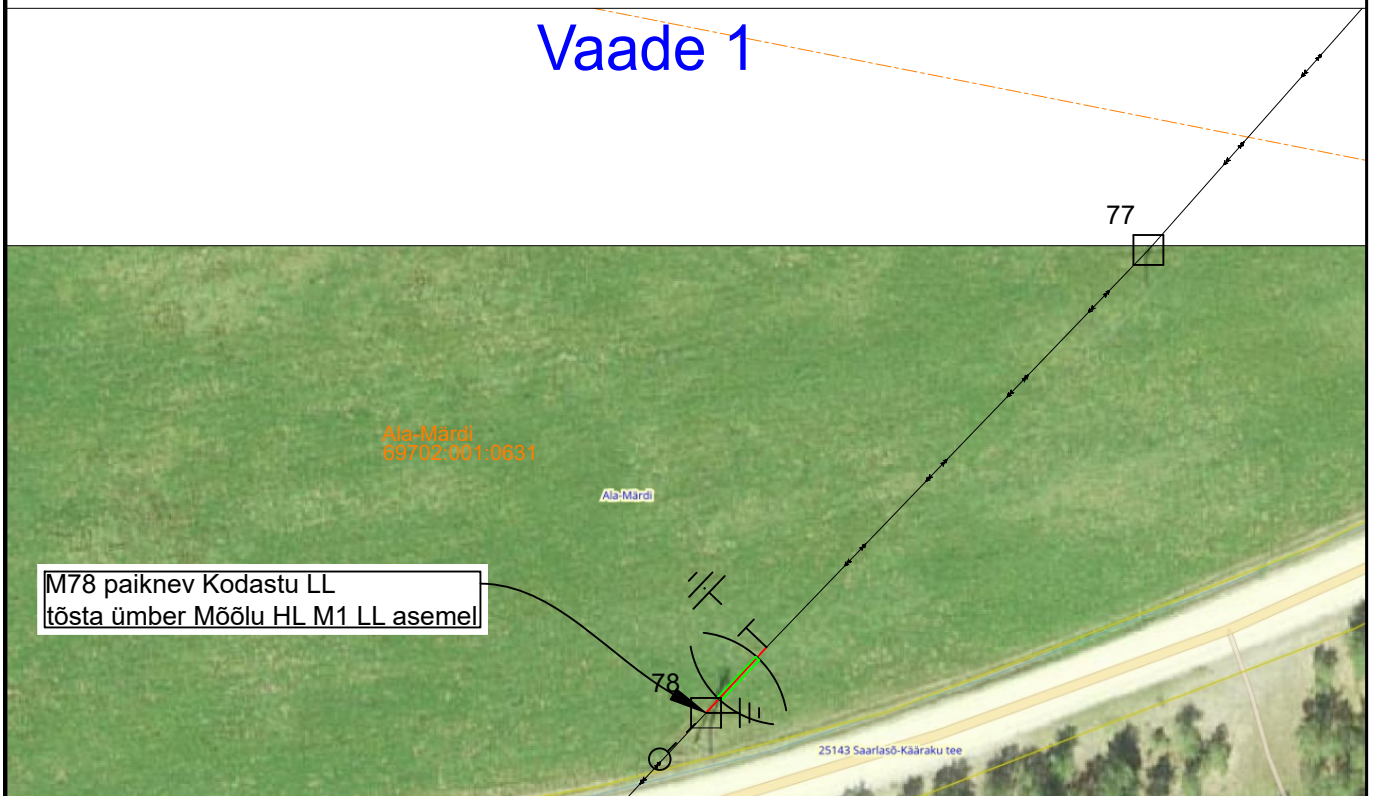 Vaade 1
77
Ala-Märdi
69702:001:0631
Ala-Märdi
M78 paiknev Kodastu LL
tõsta ümber Mõõlu HL M1 LL asemel
78
25143 Saarlasõ-Kääraku tee